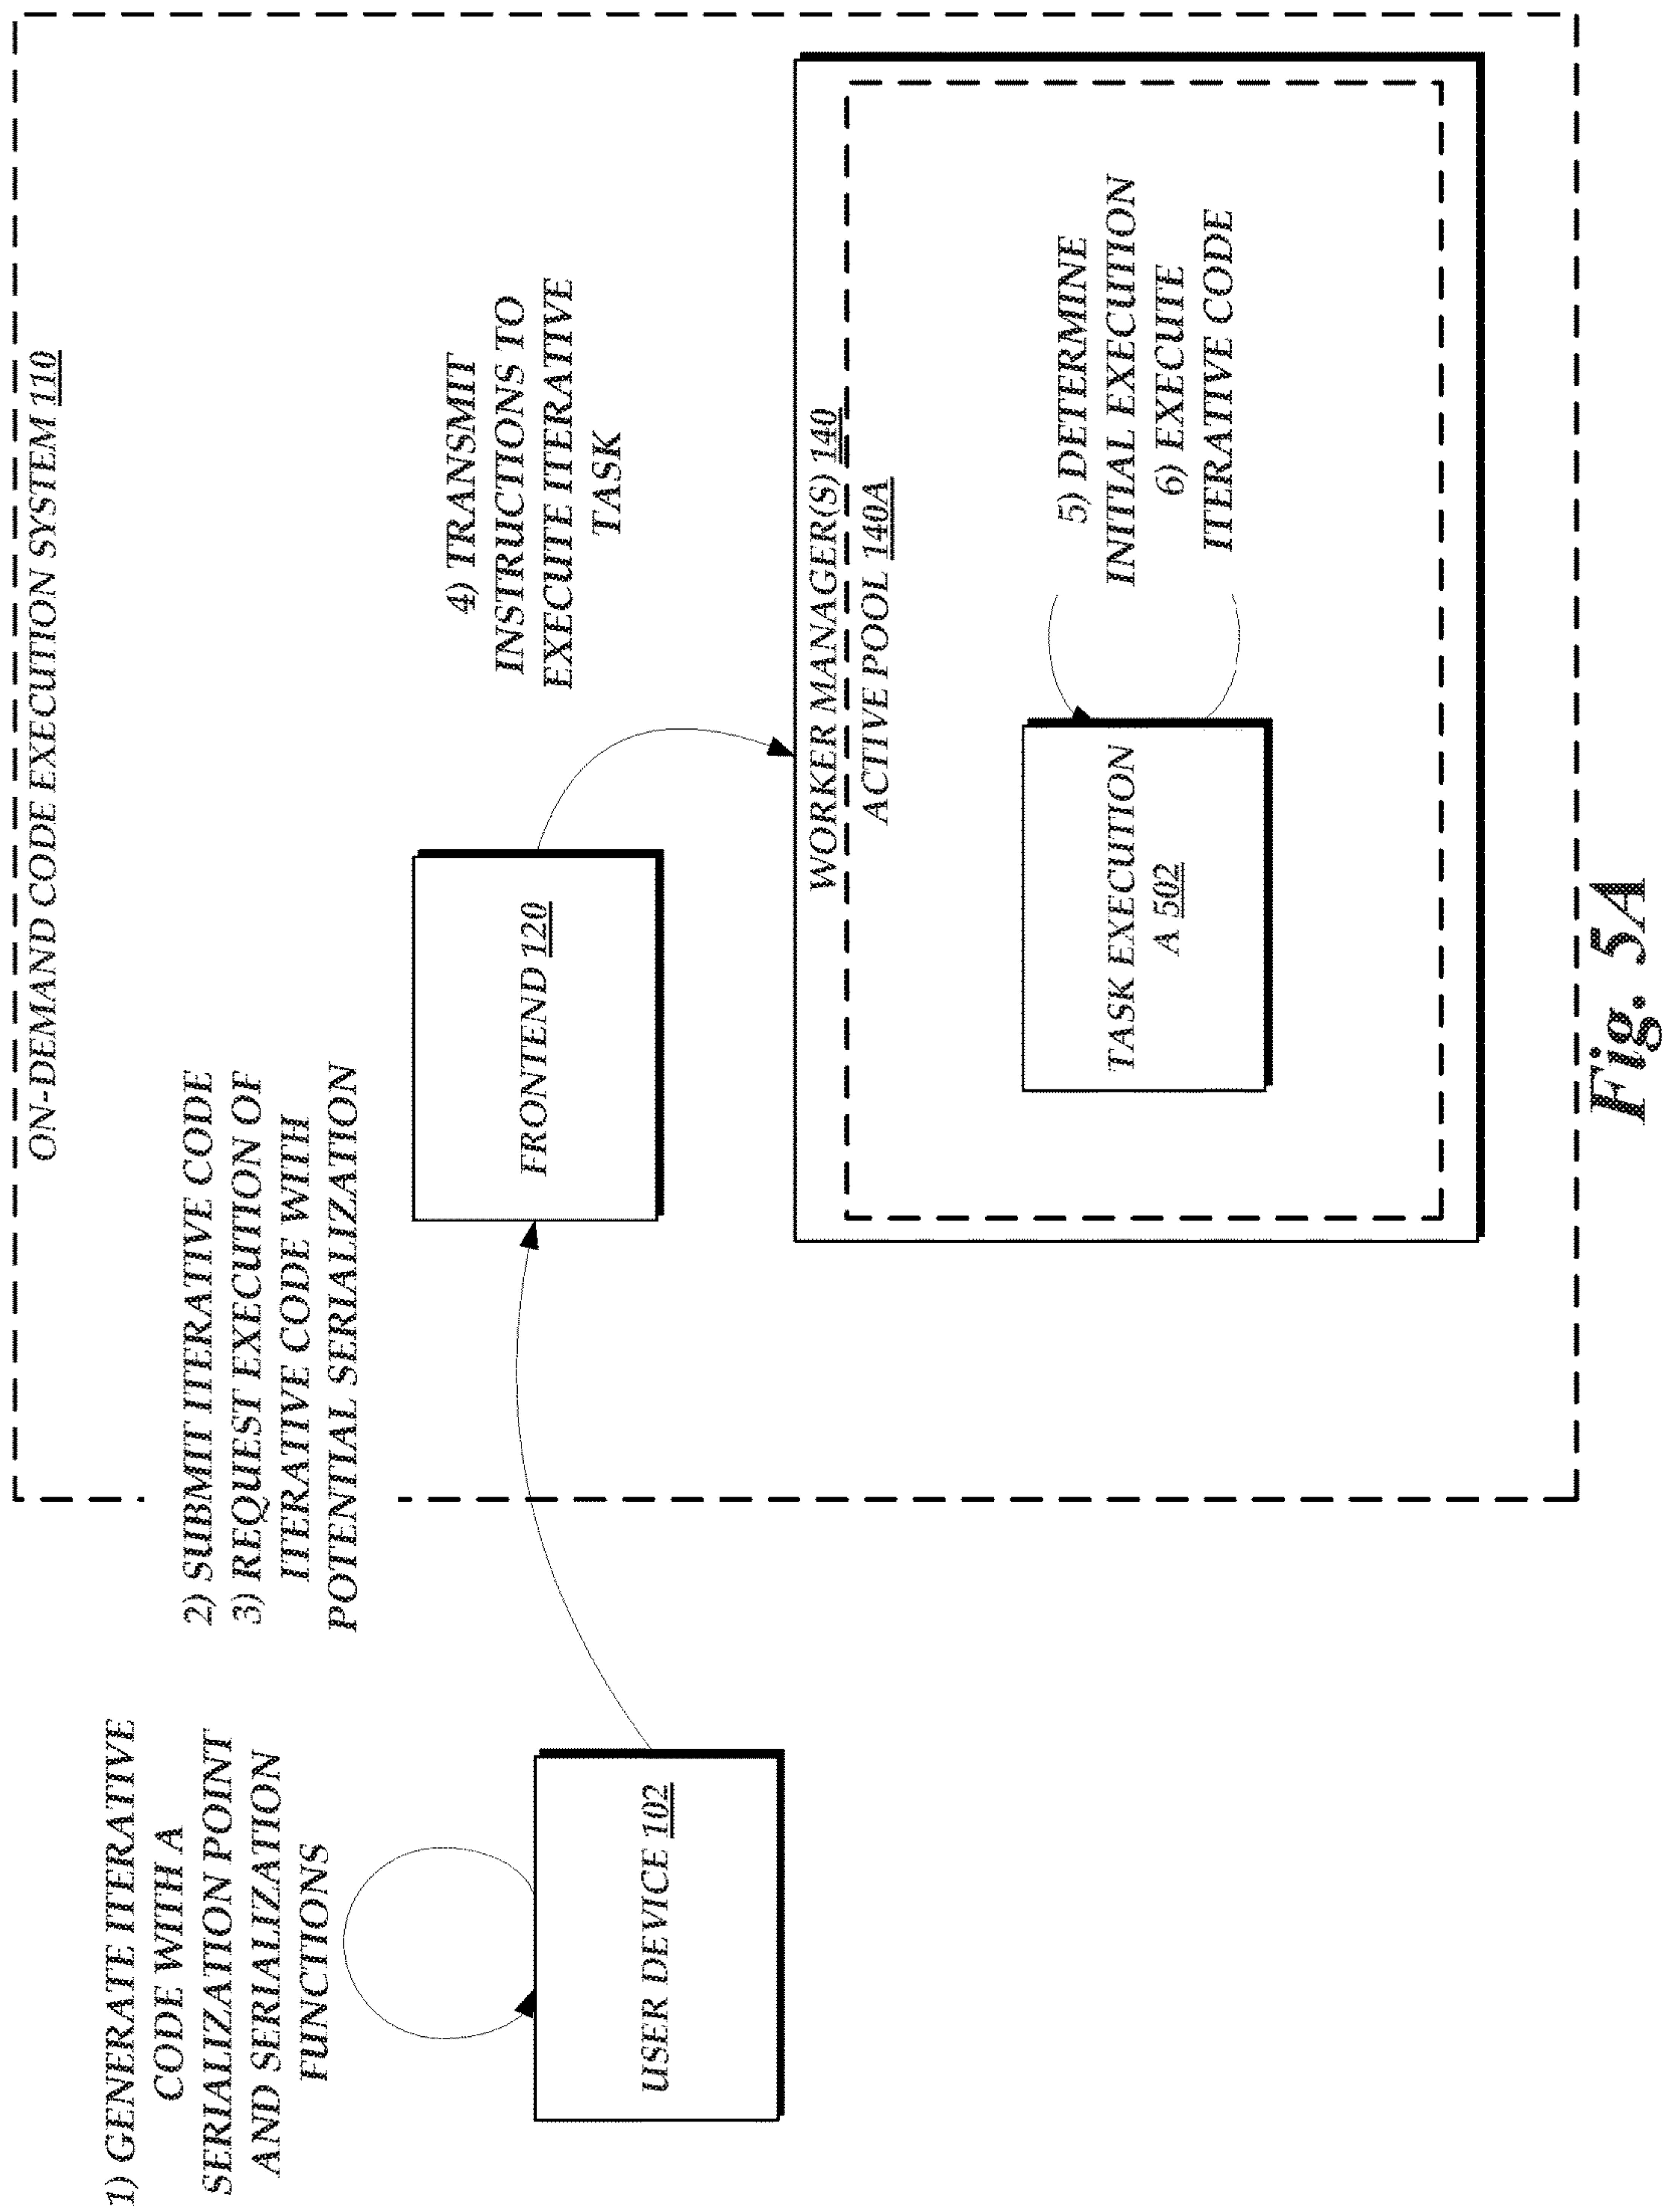 ON-DEMAND CODE EXECUTION SYSTEM 110
1) GENERATE ITERATIVE
CODE WITH A
SERIALIZATION POINT
AND SERIALIZATION
FUNCTIONS
2) SUBMIT ITERATIVE CODE
3) REQUEST EXECUTION OF
ITERATIVE CODE WITH
POTENTIAL SERIALIZATION
4) TRANSMIT
INSTRUCTIONS TO
EXECUTE ITERATIVE
TASK
USER DEVICE 102
FRONTEND 120
WORKER MANAGER(S) 140
ACTIVE POOL 140A
TASK EXECUTION
A 502
5) DETERMINE
INITIAL EXECUTION
6) EXECUTE
ITERATIVE CODE
Fig. 5A